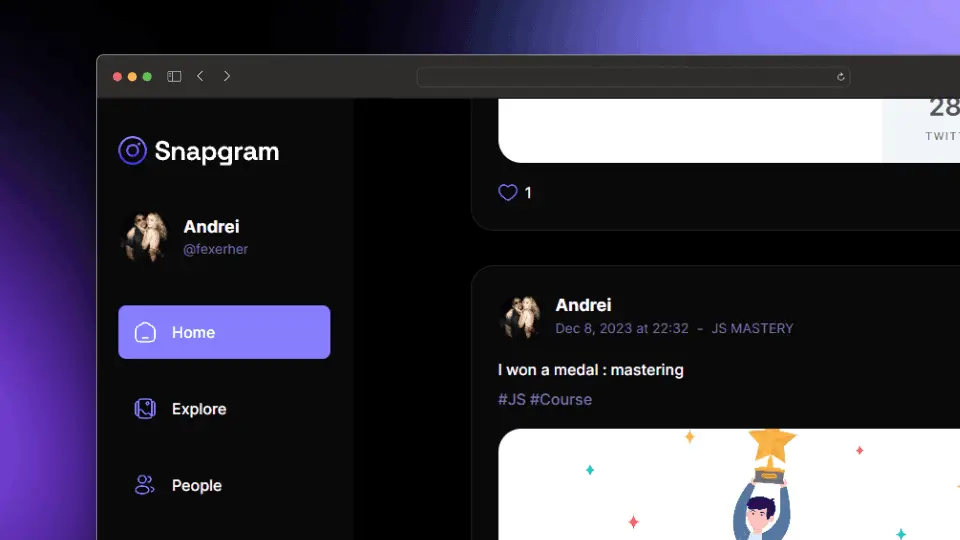 Snapgram
Andrei
@fexerher
Home
Explore
People
28
TWIT
1
Andrei
Dec 8, 2023 at 22:32 - JS MASTERY
I won a medal : mastering
#JS #Course